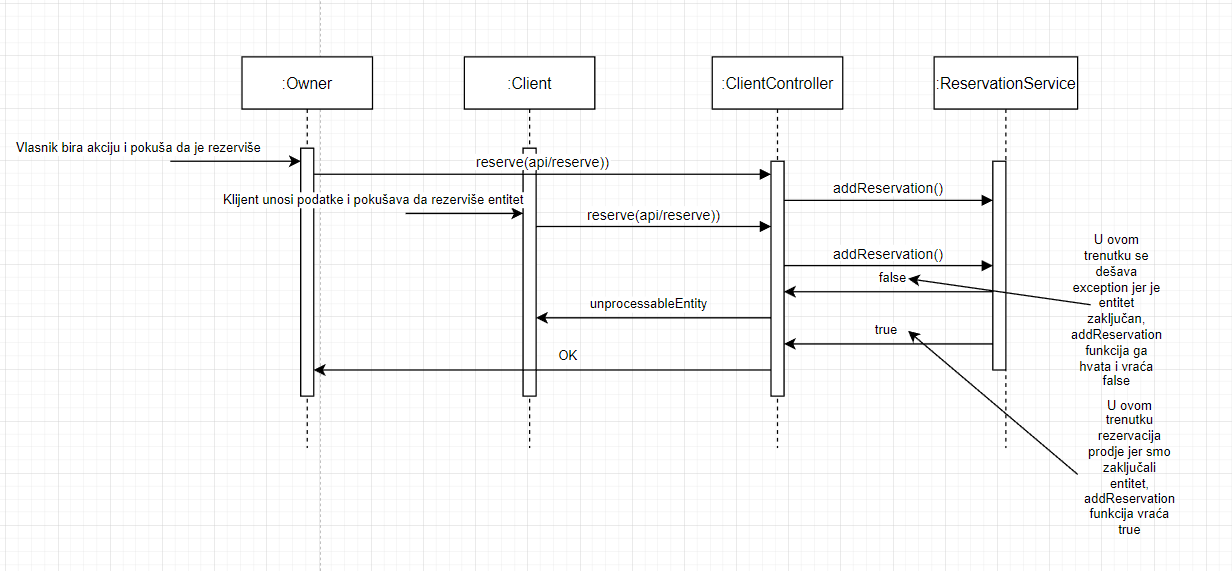 :Owner
:Client
:ClientController
:ReservationService
Vlasnik bira akciju i pokuša da je rezerviše
reserve(api/reserve))
addReservation()
Klijent unosi podatke i pokušava da rezerviše entitet
reserve(api/reserve))
addReservation()
false
unprocessableEntity
true
OK
U ovom
trenutku se
dešava
exception jer je
entitet
zaključan,
addReservation
funkcija ga
hvata i vraća
false
U ovom
trenutku
rezervacija
prodje jer smo
zaključali
entitet,
addReservation
funkcija vraća
true